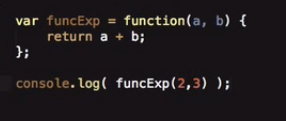 var funcExp = function(a, b) {
    return a + b;
};

console.log( funcExp(2,3) );